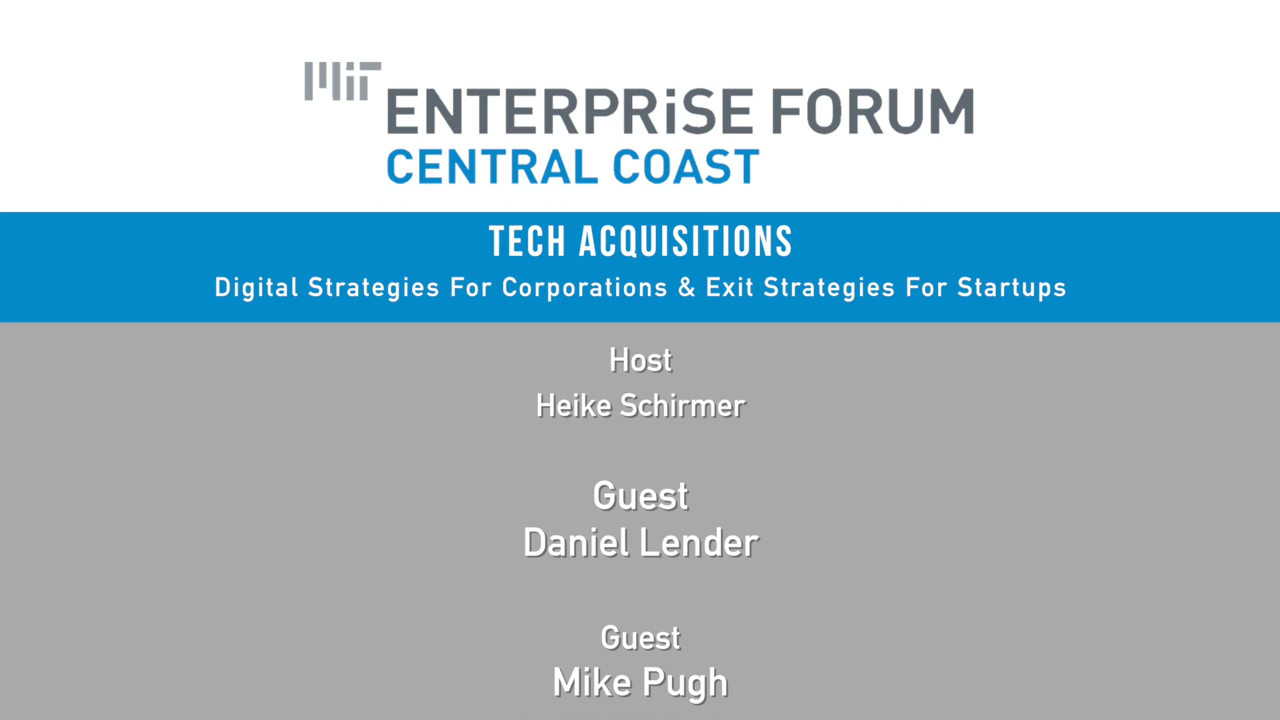 MIT
ENTERPRiSE FORUM
CENTRAL COAST
TECH ACQUISITIONS
Digital Strategies For Corporations & Exit Strategies For Startups
Host
Heike Schirmer
Guest
Daniel Lender
Guest
Mike Pugh